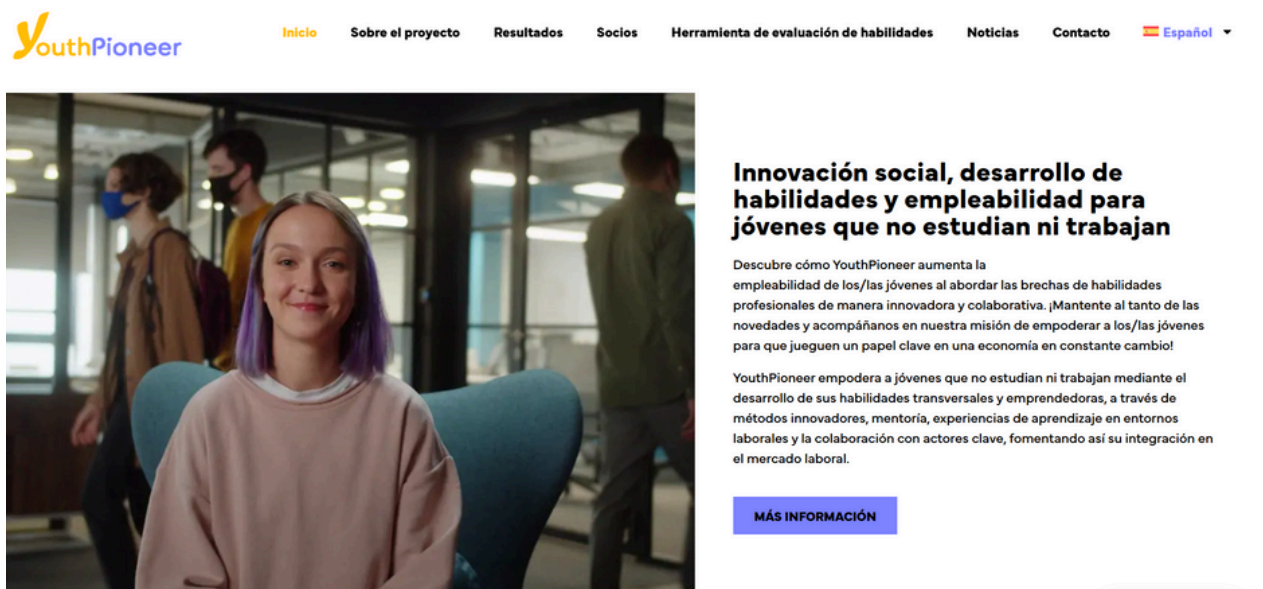 YouthPioneer
Inicio
Sobre el proyecto
Resultados
Socios
Herramienta de evaluación de habilidades
Noticias
Contacto
Español
Innovación social, desarrollo de
habilidades y empleabilidad para
jóvenes que no estudian ni trabajan
Descubre cómo YouthPioneer aumenta la
empleabilidad de los/las jóvenes al abordar las brechas de habilidades
profesionales de manera innovadora y colaborativa. ¡Mantente al tanto de las
novedades y acompáñanos en nuestra misión de empoderar a los/las jóvenes
para que jueguen un papel clave en una economía en constante cambio!
YouthPioneer empodera a jóvenes que no estudian ni trabajan mediante el
desarrollo de sus habilidades transversales y emprendedoras, a través de
métodos innovadores, mentoría, experiencias de aprendizaje en entornos
laborales y la colaboración con actores clave, fomentando así su integración en
el mercado laboral.
MÁS INFORMACIÓN